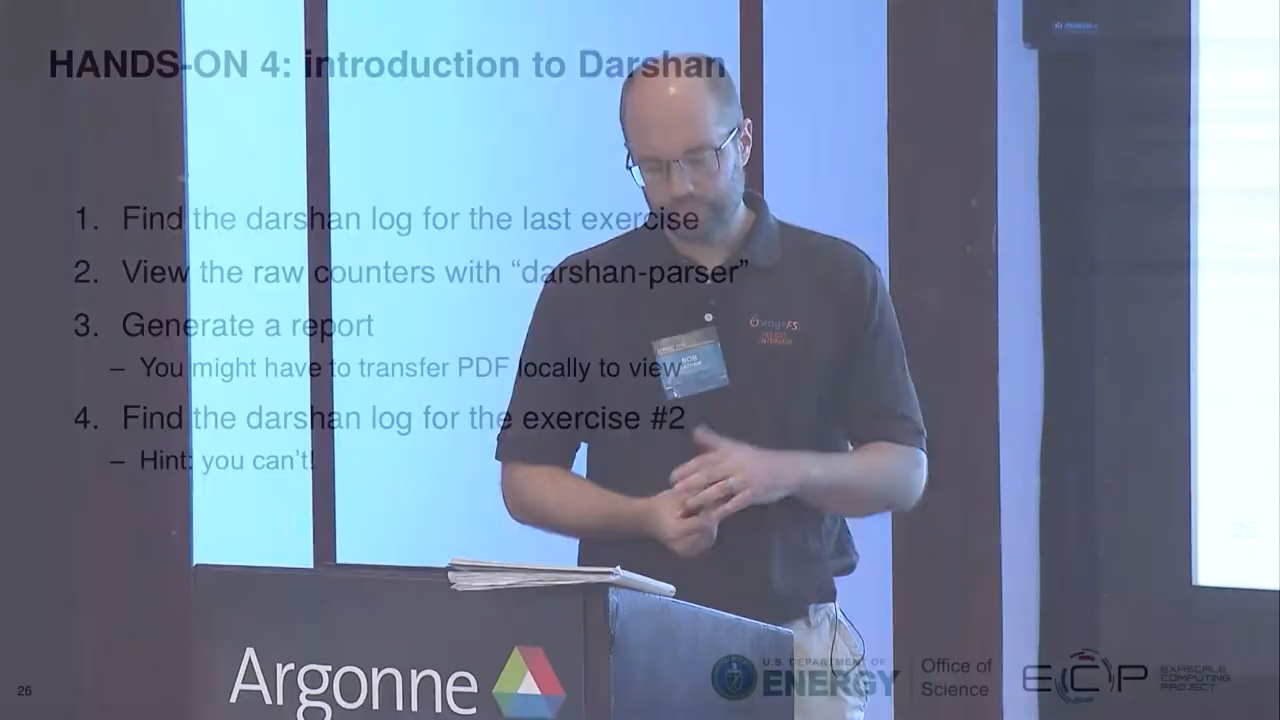 HANDS-ON 4: introduction to Darshan
1. Find the darshan log for the last exercise
2. View the raw counters with “darshan-parser”
3. Generate a report
– You might have to transfer PDF locally to view
4. Find the darshan log for the exercise #2
– Hint: you can't!
OrangeFS
ROB
Argonne
26
U.S. DEPARTMENT OF
ENERGY
Office of
Science
ECP
EXASCALE
COMPUTING
PROJECT
26